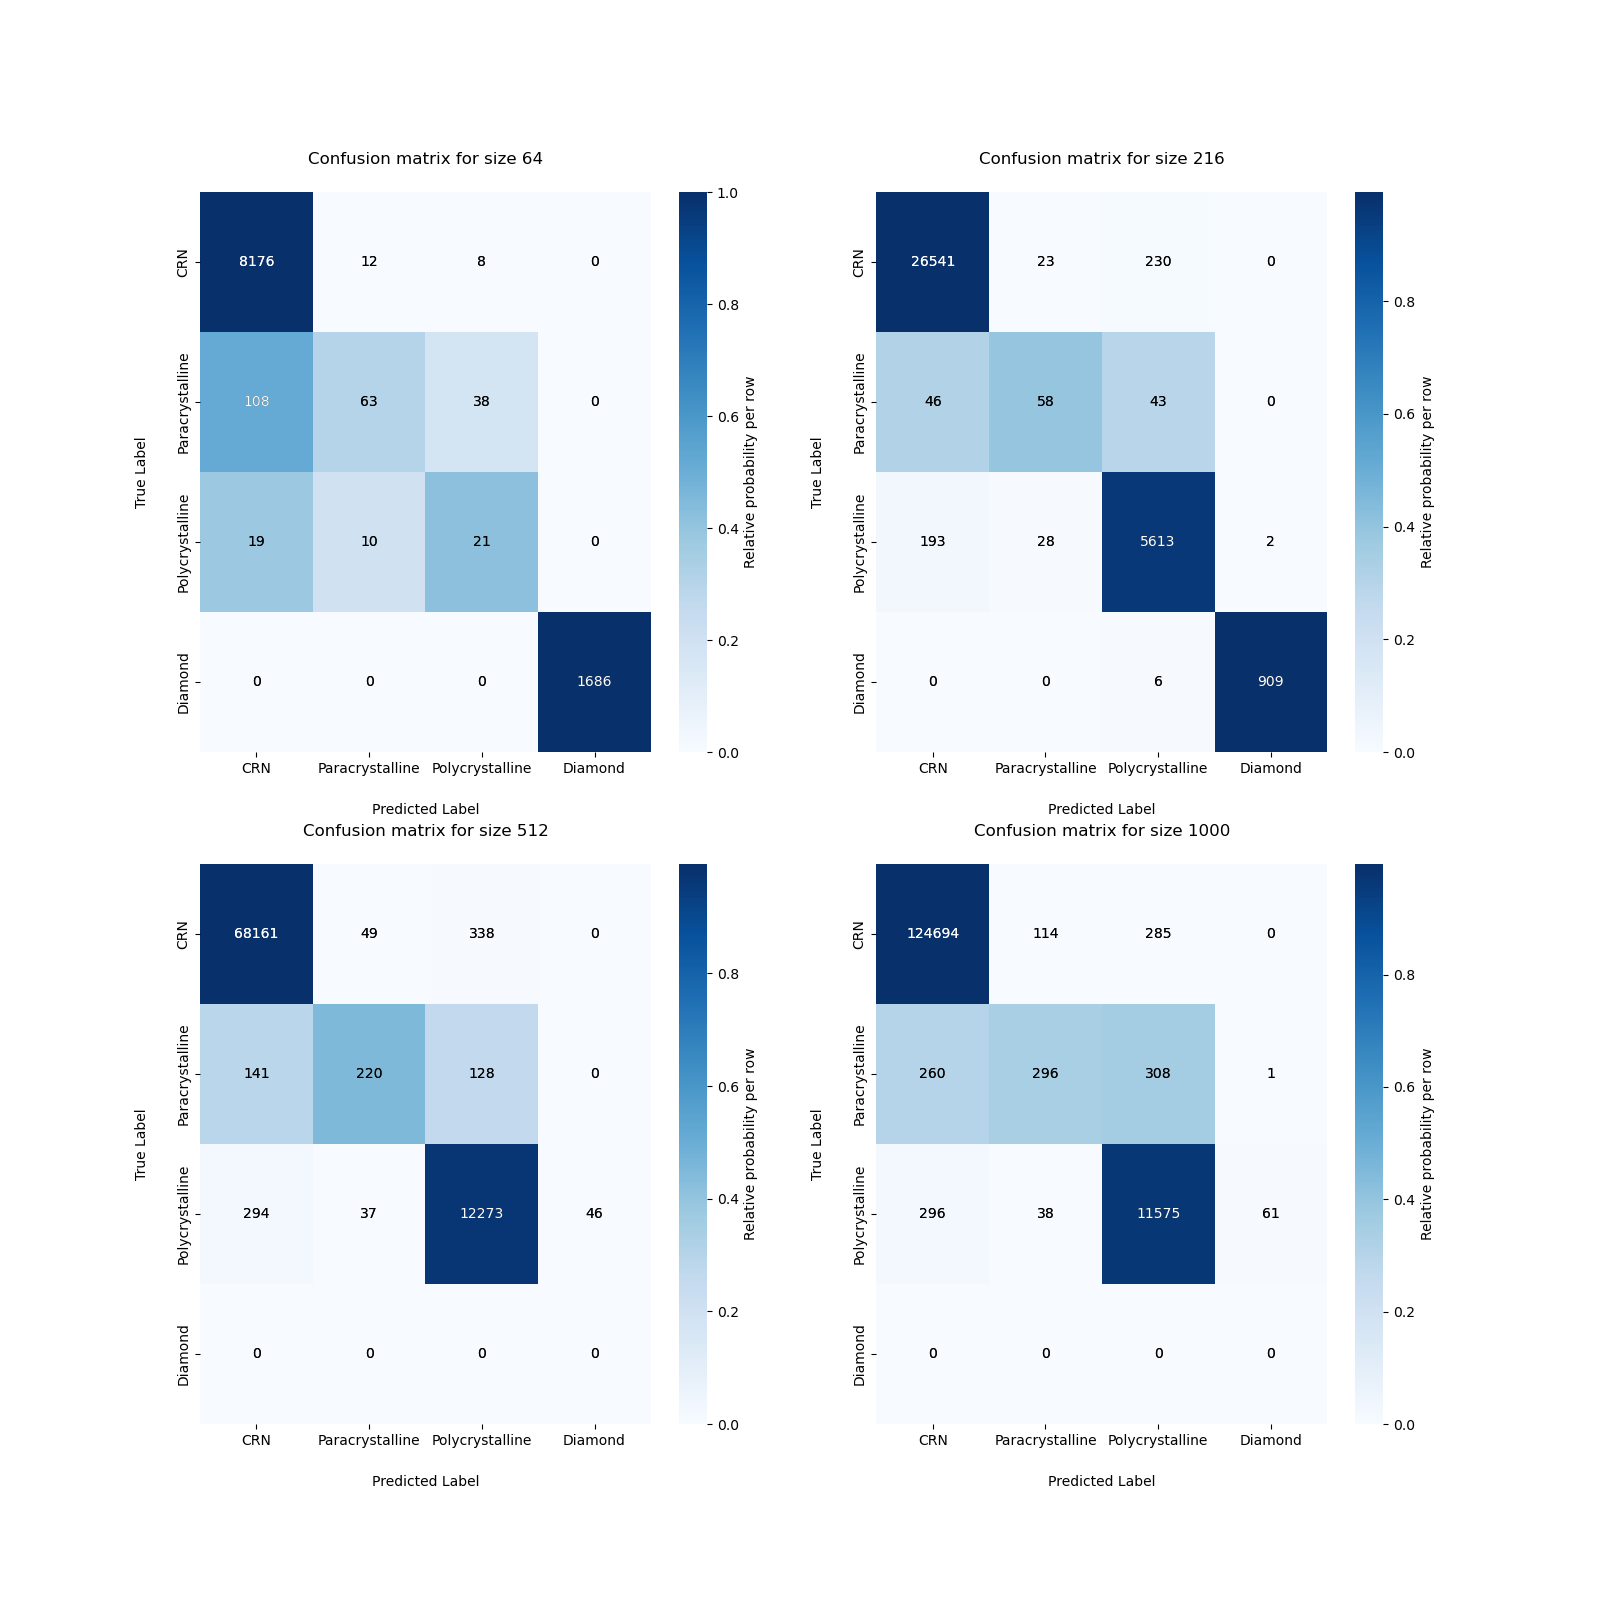 Confusion matrix for size 64
CRN
Paracrystalline
Polycrystalline
Diamond
True Label
8176 12 8 0
108 63 38 0
19 10 21 0
0 0 0 1686
CRN Paracrystalline Polycrystalline Diamond
Predicted Label
1.0
0.8
0.6
0.4
0.2
0.0
Relative probability per row
Confusion matrix for size 216
CRN
Paracrystalline
Polycrystalline
Diamond
True Label
26541 23 230 0
46 58 43 0
193 28 5613 2
0 0 6 909
CRN Paracrystalline Polycrystalline Diamond
Predicted Label
0.8
0.6
0.4
0.2
0.0
Relative probability per row
Confusion matrix for size 512
CRN
Paracrystalline
Polycrystalline
Diamond
True Label
68161 49 338 0
141 220 128 0
294 37 12273 46
0 0 0 0
CRN Paracrystalline Polycrystalline Diamond
Predicted Label
0.8
0.6
0.4
0.2
0.0
Relative probability per row
Confusion matrix for size 1000
CRN
Paracrystalline
Polycrystalline
Diamond
True Label
124694 114 285 0
260 296 308 1
296 38 11575 61
0 0 0 0
CRN Paracrystalline Polycrystalline Diamond
Predicted Label
0.8
0.6
0.4
0.2
0.0
Relative probability per row